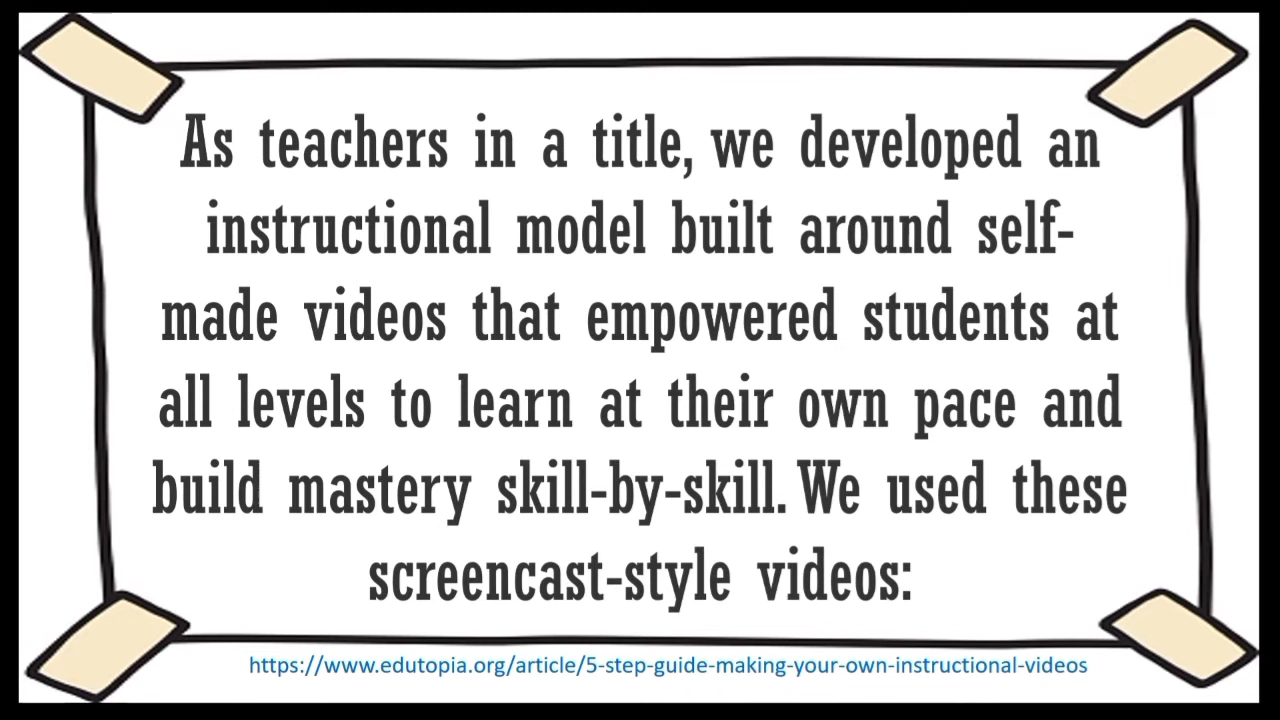 As teachers in a title, we developed an
instructional model built around self-
made videos that empowered students at
all levels to learn at their own pace and
build mastery skill-by-skill. We used these
screencast-style videos:
https://www.edutopia.org/article/5-step-guide-making-your-own-instructional-videos